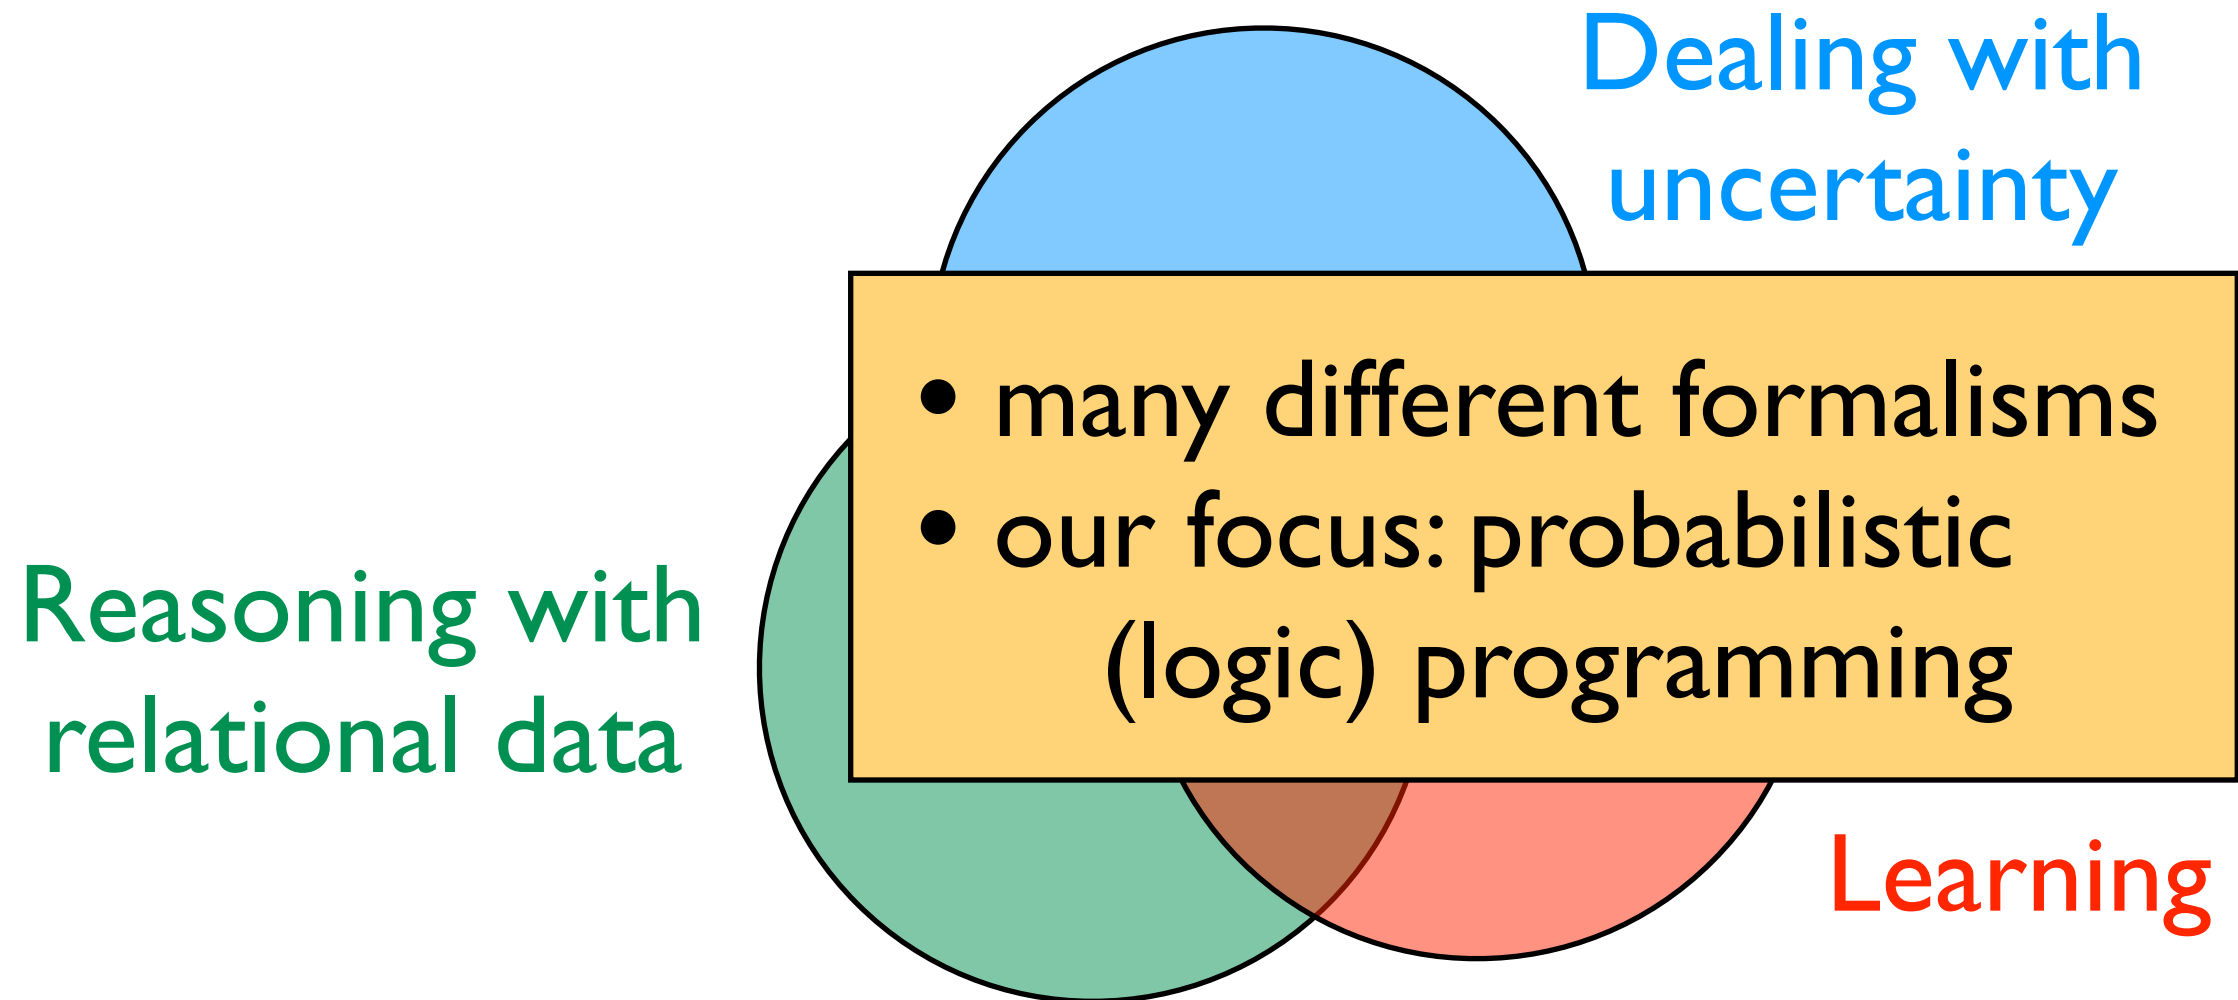 Dealing with
uncertainty
• many different formalisms
• our focus: probabilistic
(logic) programming
Reasoning with
relational data
Learning